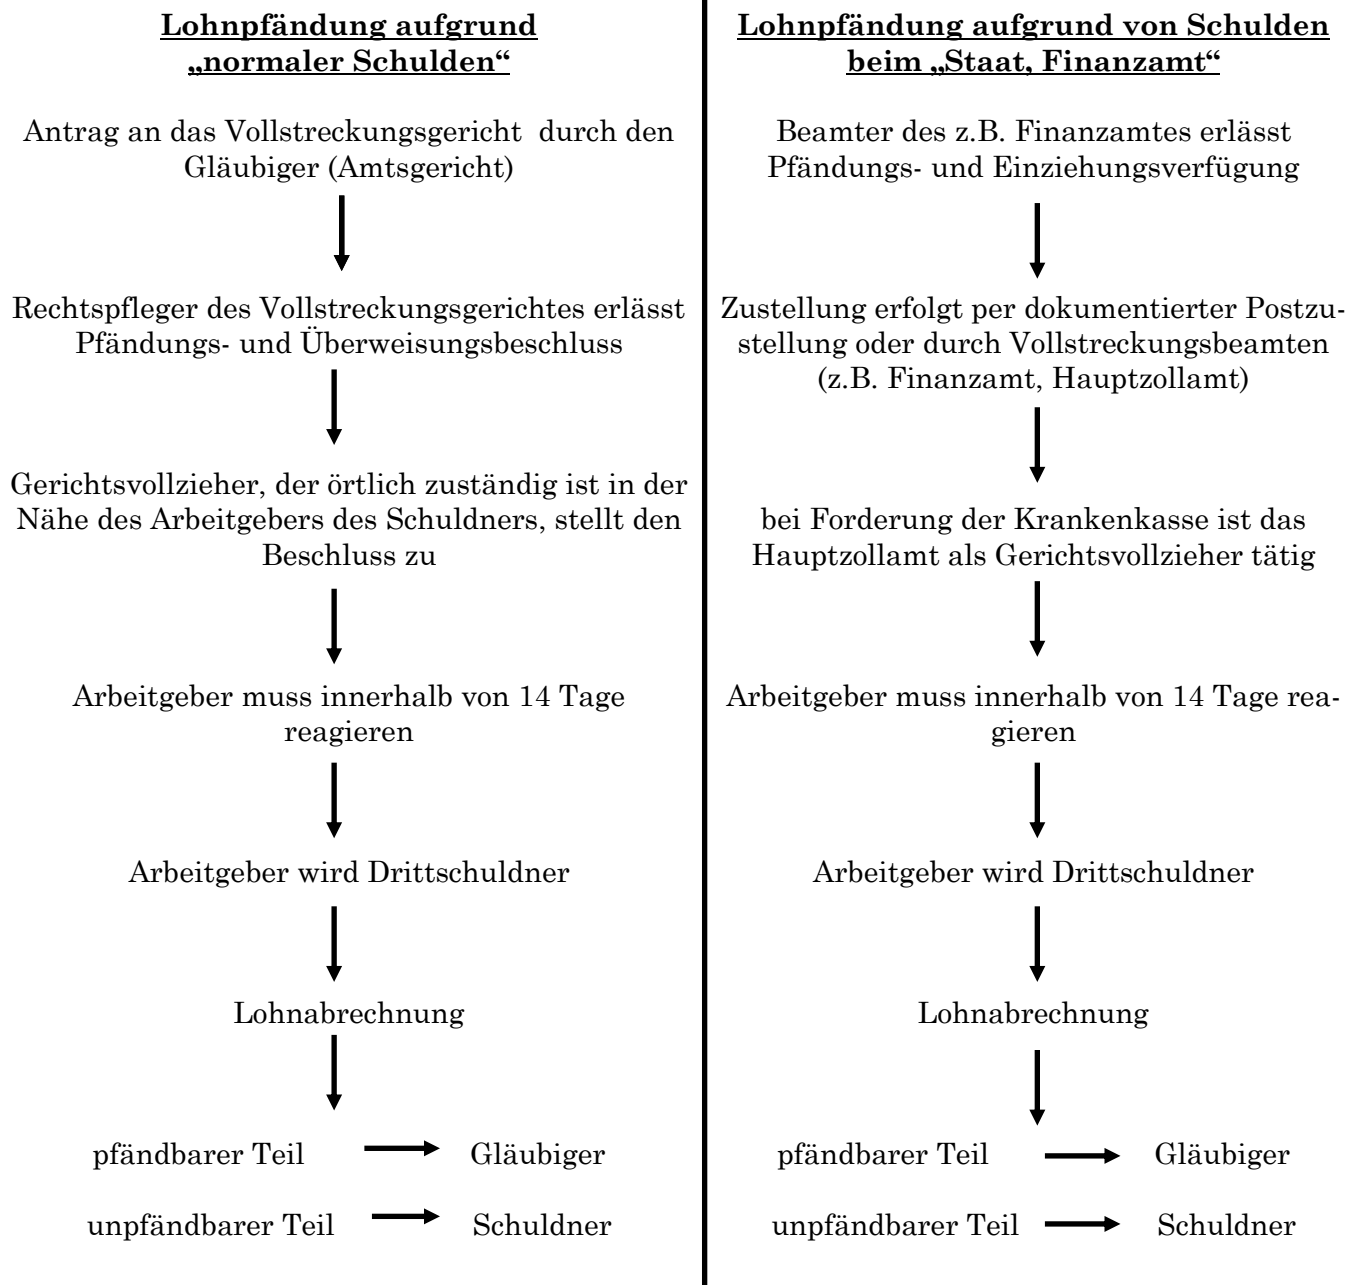 Lohnpfändung aufgrund
„normaler Schulden“
Antrag an das Vollstreckungsgericht  durch den
Gläubiger (Amtsgericht)
Rechtspfleger des Vollstreckungsgerichtes erlässt
Pfändungs- und Überweisungsbeschluss
Gerichtsvollzieher, der örtlich zuständig ist in der
Nähe des Arbeitgebers des Schuldners, stellt den
Beschluss zu
Arbeitgeber muss innerhalb von 14 Tage
reagieren
Arbeitgeber wird Drittschuldner
Lohnabrechnung
pfändbarer Teil Gläubiger
unpfändbarer Teil Schuldner
Lohnpfändung aufgrund von Schulden
beim „Staat, Finanzamt“
Beamter des z.B. Finanzamtes erlässt
Pfändungs- und Einziehungsverfügung
Zustellung erfolgt per dokumentierter Postzu-
stellung oder durch Vollstreckungsbeamten
(z.B. Finanzamt, Hauptzollamt)
bei Forderung der Krankenkasse ist das
Hauptzollamt als Gerichtsvollzieher tätig
Arbeitgeber muss innerhalb von 14 Tage rea-
gieren
Arbeitgeber wird Drittschuldner
Lohnabrechnung
pfändbarer Teil Gläubiger
unpfändbarer Teil Schuldner